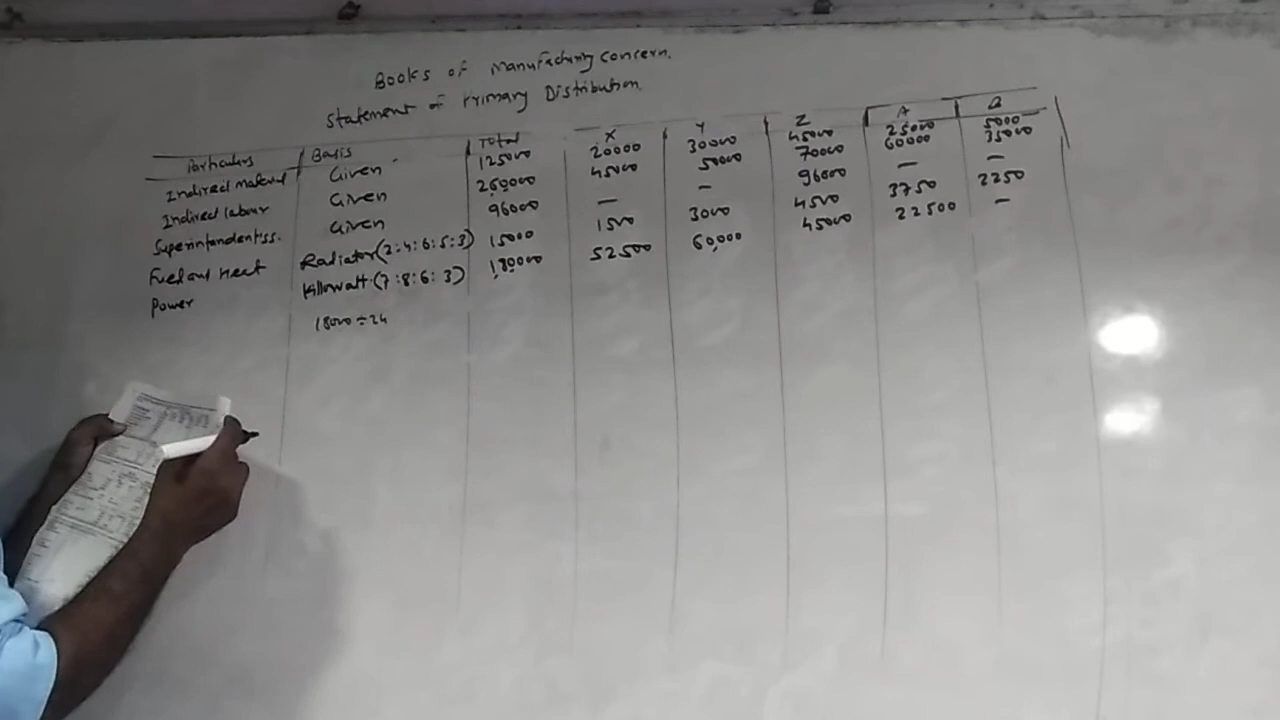 Books of Manufacturing concern.
Statement of Primary Distribution.
Particulars Basis Total X Y Z A B
Indirect material Given 125000 20000 30000 45000 25000 5000
Indirect labour Given 260000 45000 50000 70000 60000 35000
Superintendentss. Given 96000 — - 96000 — -
Fuel and Heat Radiator (2:4:6:5:3) 15000 1500 3000 4500 3750 2250
Power Killowatt (7:8:6:3) 180000 52500 60,000 45000 22500 -
18000 ÷ 24